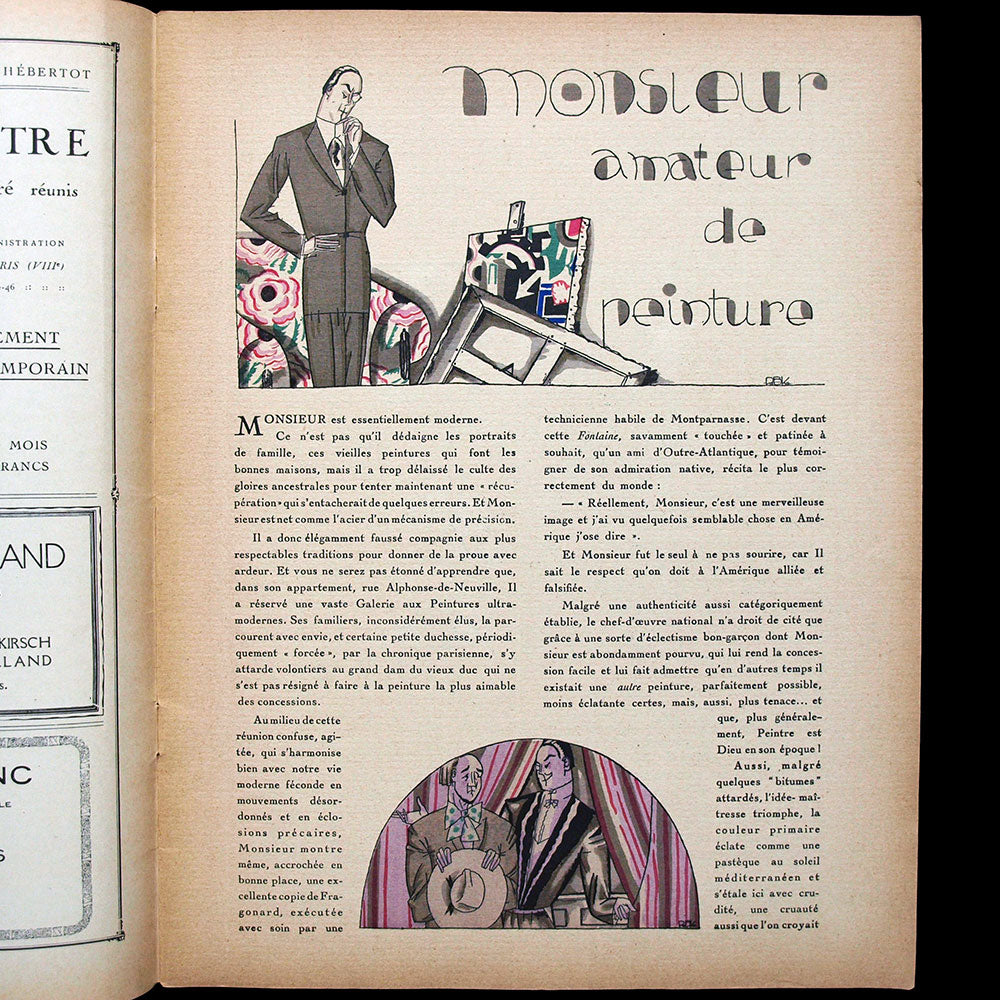 HÉBERTOT
TRE
ré réunis
NISTRATION
RIS (VIIIᵉ)
-46 :: :: ::
EMENT
MPORAIN
MOIS
RANCS
AND
KIRSCH
LLAND
s.
NC
LE
S
monsieur
amateur
de
peinture
MONSIEUR est essentiellement moderne.
Ce n'est pas qu'il dédaigne les portraits
de famille, ces vieilles peintures qui font les
bonnes maisons, mais il a trop délaissé le culte des
gloires ancestrales pour tenter maintenant une « récu-
pération » qui s'entacherait de quelques erreurs. Et Mon-
sieur est net comme l'acier d'un mécanisme de précision.
Il a donc élégamment faussé compagnie aux plus
respectables traditions pour donner de la proue avec
ardeur. Et vous ne serez pas étonné d'apprendre que,
dans son appartement, rue Alphonse-de-Neuville, Il
a réservé une vaste Galerie aux Peintures ultra-
modernes. Ses familiers, inconsidérément élus, la par-
courent avec envie, et certaine petite duchesse, périodi-
quement « forcée », par la chronique parisienne, s'y
attarde volontiers au grand dam du vieux duc qui ne
s'est pas résigné à faire à la peinture la plus aimable
des concessions.
Au milieu de cette
réunion confuse, agi-
tée, qui s'harmonise
bien avec notre vie
moderne féconde en
mouvements désor-
donnés et en éclo-
sions précaires,
Monsieur montre
même, accrochée en
bonne place, une ex-
cellente copie de Fra-
gonard, exécutée
avec soin par une
technicienne habile de Montparnasse. C'est devant
cette Fontaine, savamment « touchée » et patinée à
souhait, qu'un ami d'Outre-Atlantique, pour témoi-
gner de son admiration native, récita le plus cor-
rectement du monde :
— « Réellement, Monsieur, c'est une merveilleuse
image et j'ai vu quelquefois semblable chose en Amé-
rique j'ose dire ».
Et Monsieur fut le seul à ne pas sourire, car Il
sait le respect qu'on doit à l'Amérique alliée et
falsifiée.
Malgré une authenticité aussi catégoriquement
établie, le chef-d'œuvre national n'a droit de cité que
grâce à une sorte d'éclectisme bon-garçon dont Mon-
sieur est abondamment pourvu, qui lui rend la conces-
sion facile et lui fait admettre qu'en d'autres temps il
existait une autre peinture, parfaitement possible,
moins éclatante certes, mais, aussi, plus tenace... et
que, plus générale-
ment, Peintre est
Dieu en son époque !
Aussi, malgré
quelques "bitumes"
attardés, l'idée- maî-
tresse triomphe, la
couleur primaire
éclate comme une
pastèque au soleil
méditerranéen et
s'étale ici avec cru-
dité, une cruauté
aussi que l'on croyait